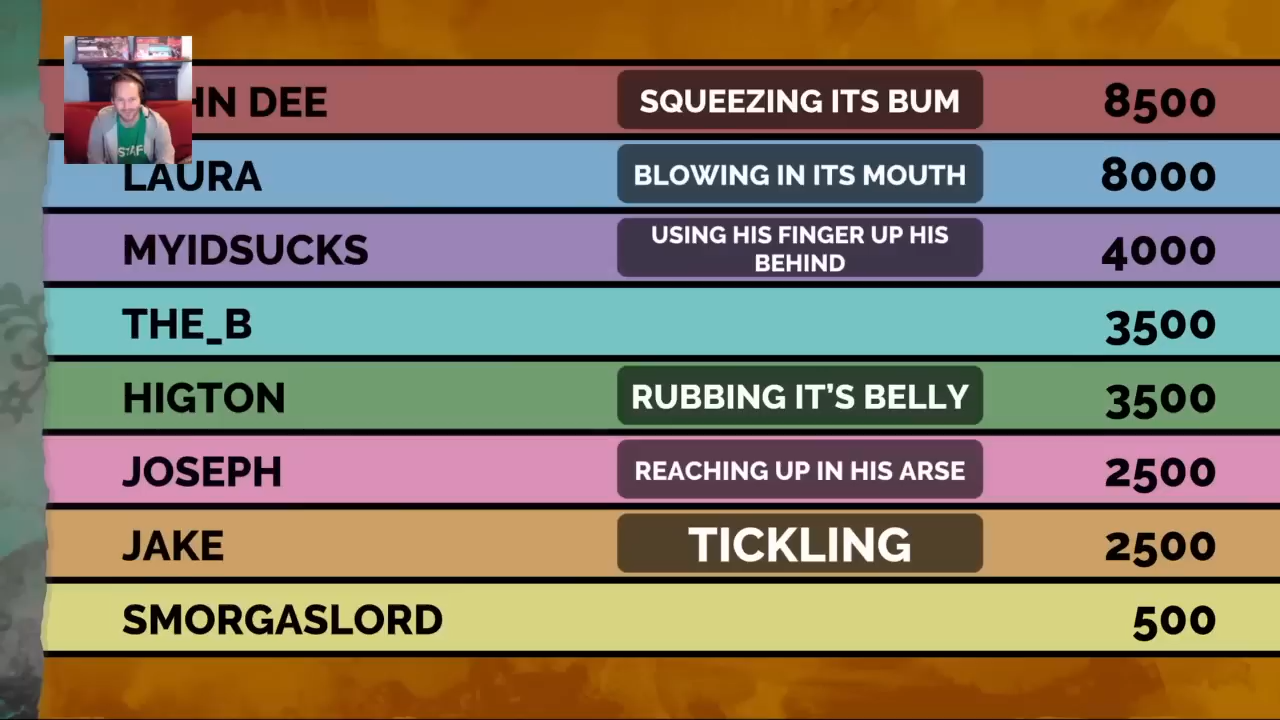 HN DEE SQUEEZING ITS BUM 8500
LAURA BLOWING IN ITS MOUTH 8000
MYIDSUCKS USING HIS FINGER UP HIS BEHIND 4000
THE_B 3500
HIGTON RUBBING IT'S BELLY 3500
JOSEPH REACHING UP IN HIS ARSE 2500
JAKE TICKLING 2500
SMORGASLORD 500
STAF